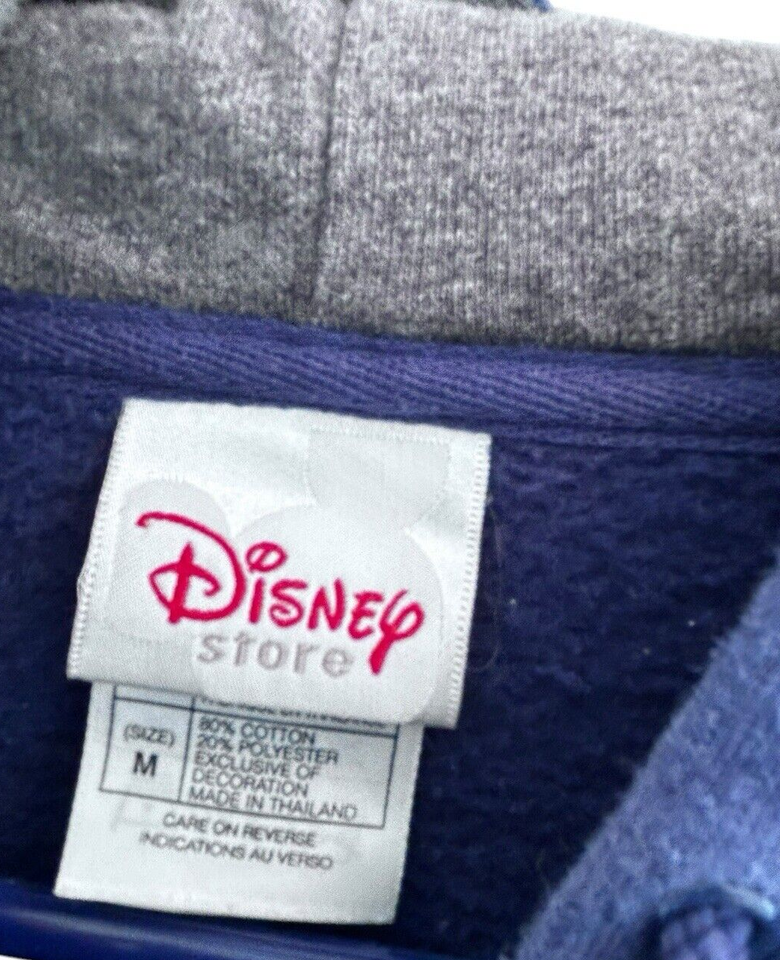 Disney
store
(SIZE)
M
80% COTTON
20% POLYESTER
EXCLUSIVE OF
DECORATION
MADE IN THAILAND
CARE ON REVERSE
INDICATIONS AU VERSO